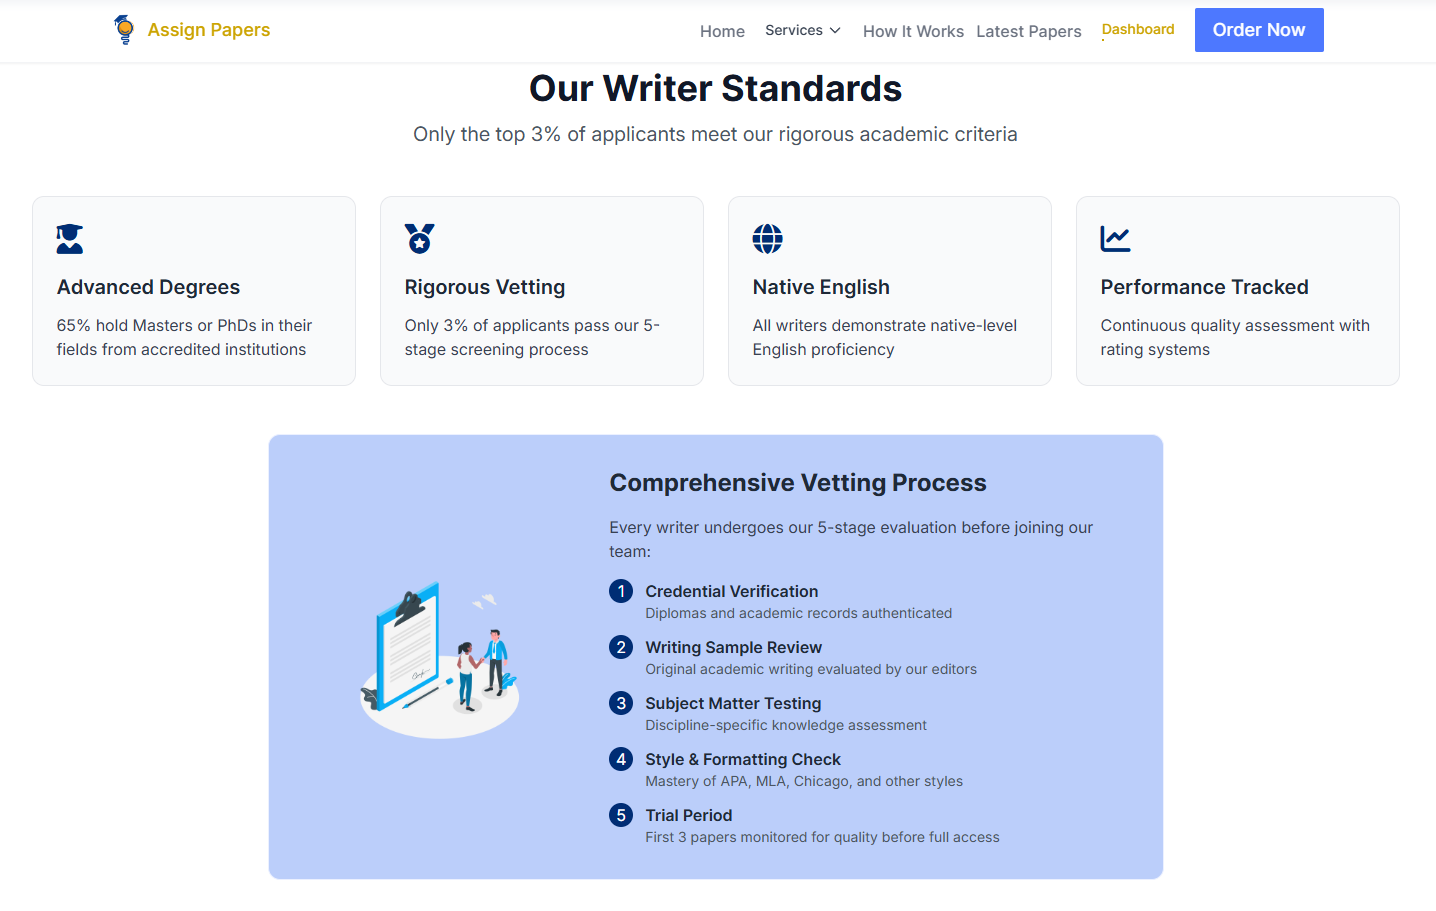 Assign Papers
Home Services How It Works Latest Papers Dashboard Order Now
Our Writer Standards
Only the top 3% of applicants meet our rigorous academic criteria
Advanced Degrees
65% hold Masters or PhDs in their
fields from accredited institutions
Rigorous Vetting
Only 3% of applicants pass our 5-
stage screening process
Native English
All writers demonstrate native-level
English proficiency
Performance Tracked
Continuous quality assessment with
rating systems
Comprehensive Vetting Process
Every writer undergoes our 5-stage evaluation before joining our
team:
1 Credential Verification
Diplomas and academic records authenticated
2 Writing Sample Review
Original academic writing evaluated by our editors
3 Subject Matter Testing
Discipline-specific knowledge assessment
4 Style & Formatting Check
Mastery of APA, MLA, Chicago, and other styles
5 Trial Period
First 3 papers monitored for quality before full access